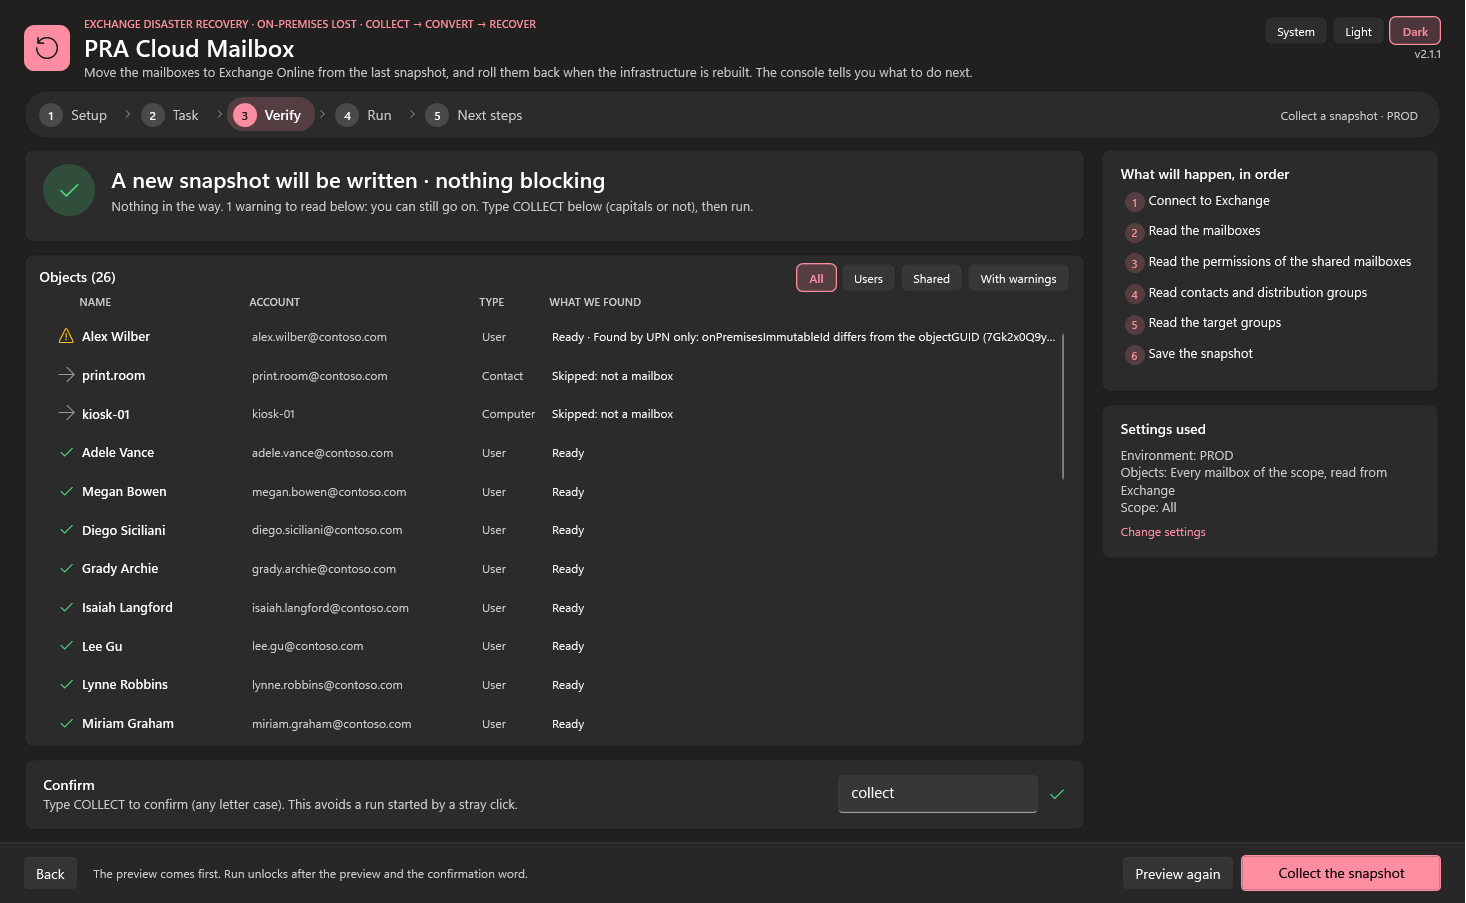 EXCHANGE DISASTER RECOVERY · ON-PREMISES LOST · COLLECT → CONVERT → RECOVER
PRA Cloud Mailbox
Move the mailboxes to Exchange Online from the last snapshot, and roll them back when the infrastructure is rebuilt. The console tells you what to do next.
System Light Dark
v2.1.1
1 Setup 2 Task 3 Verify 4 Run 5 Next steps
Collect a snapshot · PROD
A new snapshot will be written · nothing blocking
Nothing in the way. 1 warning to read below: you can still go on. Type COLLECT below (capitals or not), then run.
Objects (26)
All Users Shared With warnings
NAME ACCOUNT TYPE WHAT WE FOUND
Alex Wilber alex.wilber@contoso.com User Ready · Found by UPN only: onPremisesImmutableId differs from the objectGUID (7Gk2x0Q9y...
print.room print.room@contoso.com Contact Skipped: not a mailbox
kiosk-01 kiosk-01 Computer Skipped: not a mailbox
Adele Vance adele.vance@contoso.com User Ready
Megan Bowen megan.bowen@contoso.com User Ready
Diego Siciliani diego.siciliani@contoso.com User Ready
Grady Archie grady.archie@contoso.com User Ready
Isaiah Langford isaiah.langford@contoso.com User Ready
Lee Gu lee.gu@contoso.com User Ready
Lynne Robbins lynne.robbins@contoso.com User Ready
Miriam Graham miriam.graham@contoso.com User Ready
What will happen, in order
1 Connect to Exchange
2 Read the mailboxes
3 Read the permissions of the shared mailboxes
4 Read contacts and distribution groups
5 Read the target groups
6 Save the snapshot
Settings used
Environment: PROD
Objects: Every mailbox of the scope, read from
Exchange
Scope: All
Change settings
Confirm
Type COLLECT to confirm (any letter case). This avoids a run started by a stray click.
collect
Back
The preview comes first. Run unlocks after the preview and the confirmation word.
Preview again
Collect the snapshot